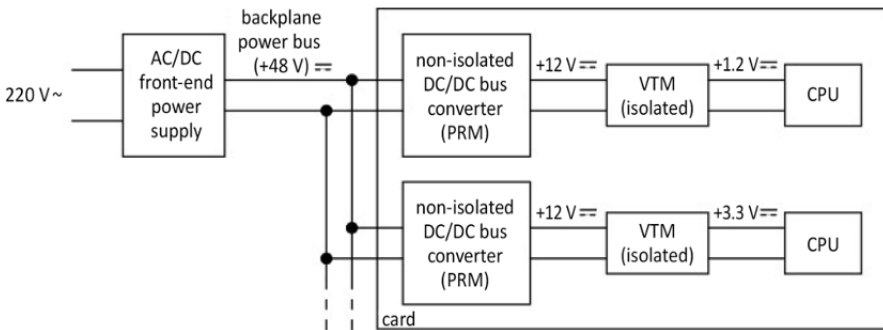 backplane
power bus
(+48 V) ⎓
220 V~
AC/DC
front-end
power
supply
non-isolated
DC/DC bus
converter
(PRM)
+12 V ⎓
VTM
(isolated)
+1.2 V ⎓
CPU
non-isolated
DC/DC bus
converter
(PRM)
+12 V ⎓
VTM
(isolated)
+3.3 V ⎓
CPU
card